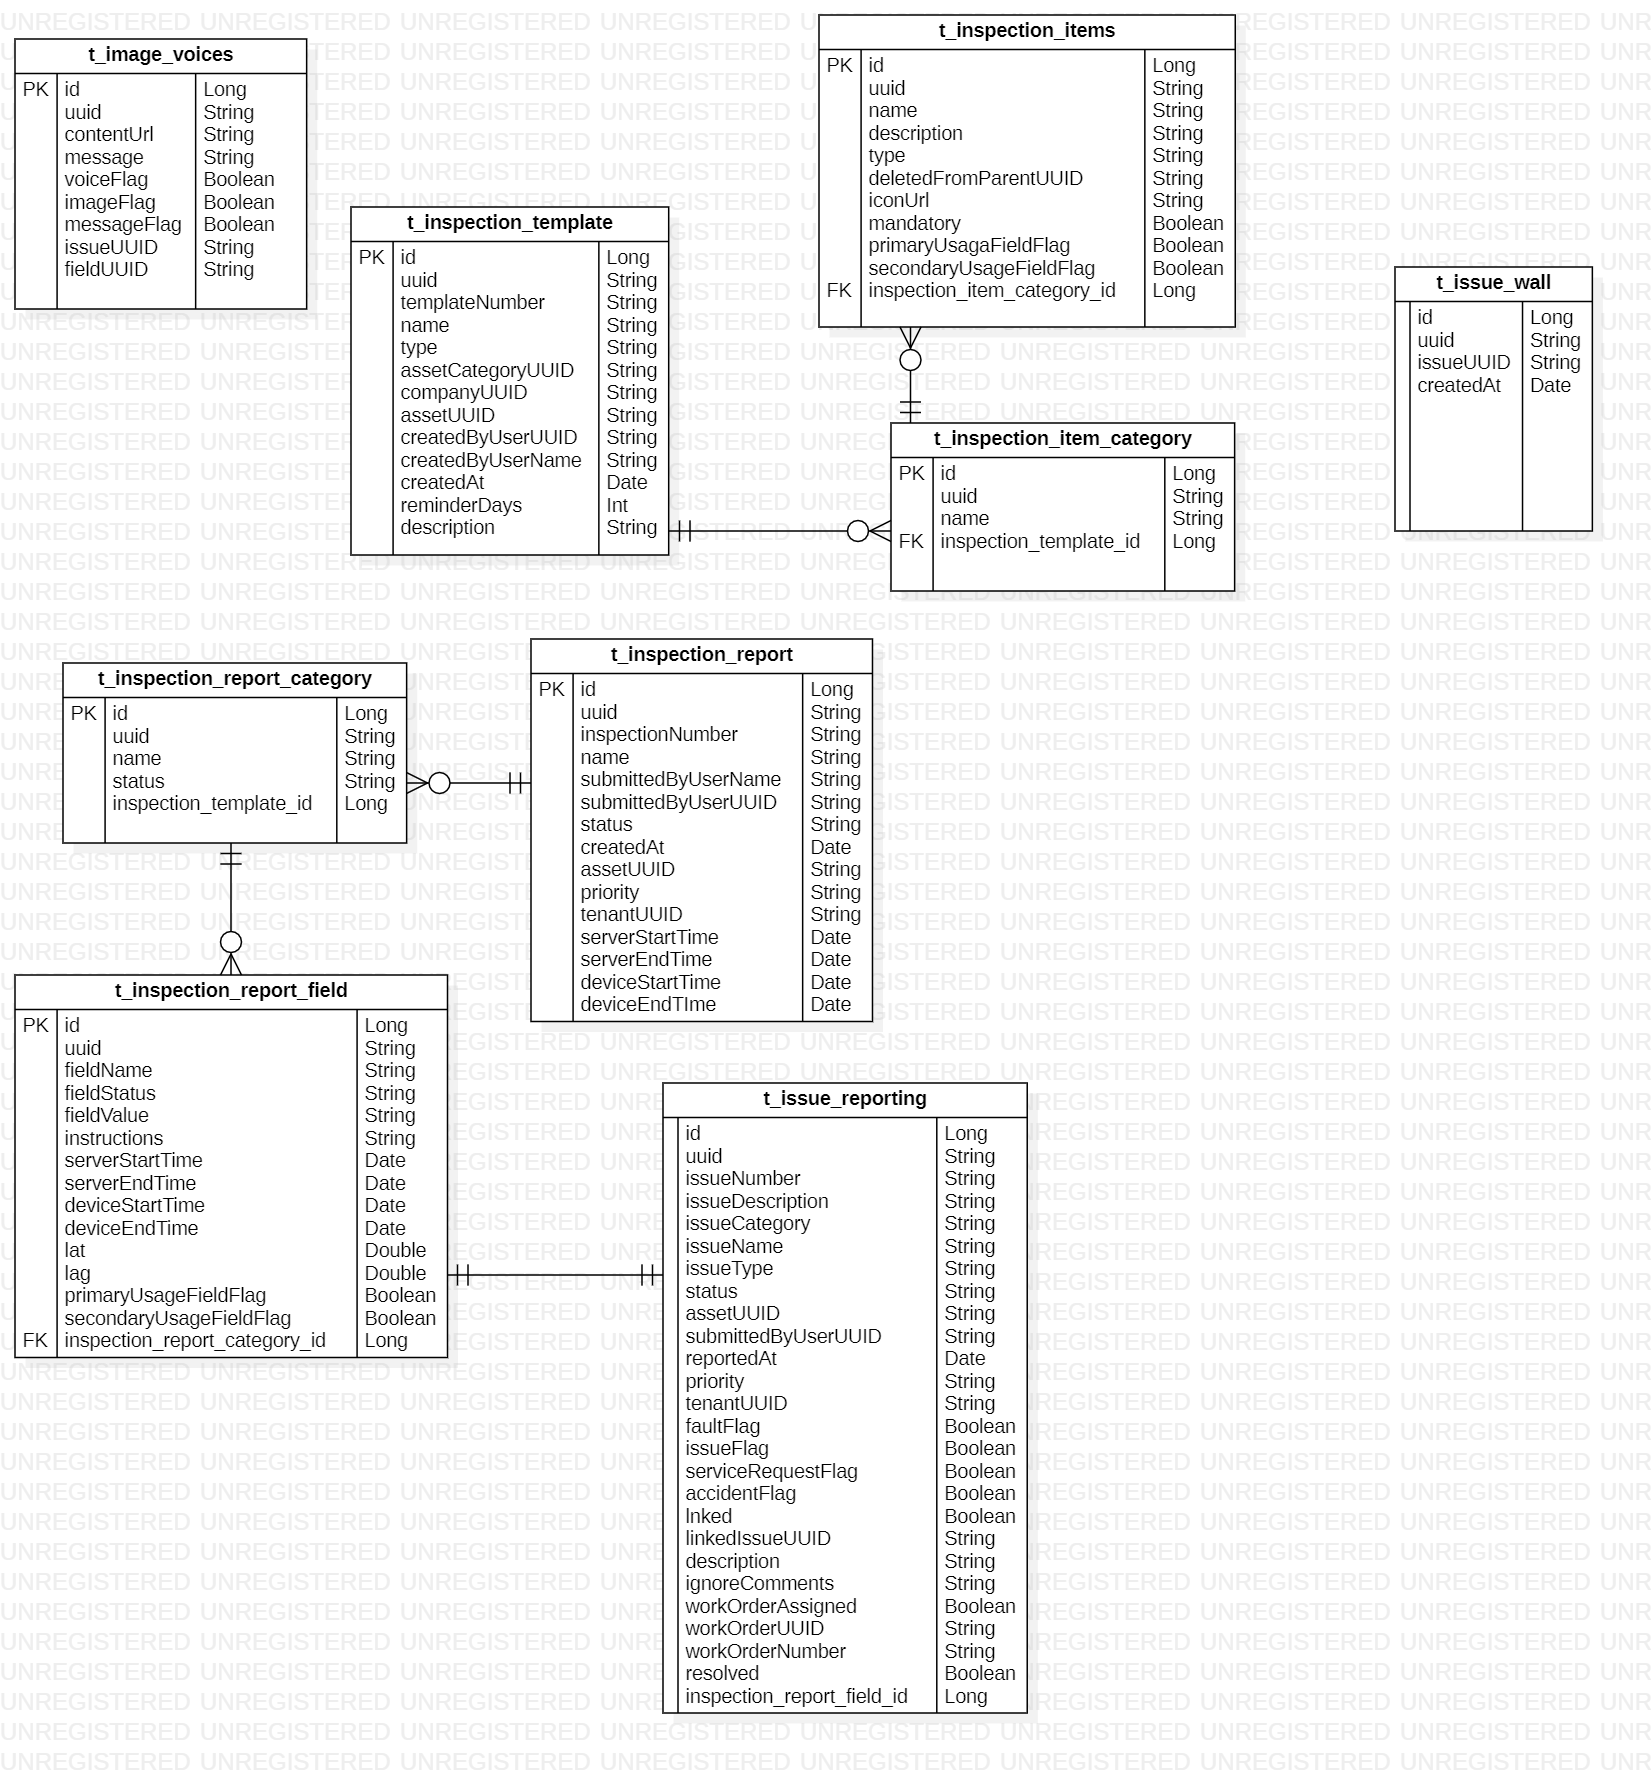 t_image_voices
PK id Long
uuid String
contentUrl String
message String
voiceFlag Boolean
imageFlag Boolean
messageFlag Boolean
issueUUID String
fieldUUID String
t_inspection_template
PK id Long
uuid String
templateNumber String
name String
type String
assetCategoryUUID String
companyUUID String
assetUUID String
createdByUserUUID String
createdByUserName String
createdAt Date
reminderDays Int
description String
t_inspection_items
PK id Long
uuid String
name String
description String
type String
deletedFromParentUUID String
iconUrl String
mandatory Boolean
primaryUsagaFieldFlag Boolean
secondaryUsageFieldFlag Boolean
FK inspection_item_category_id Long
t_issue_wall
id Long
uuid String
issueUUID String
createdAt Date
t_inspection_item_category
PK id Long
uuid String
name String
FK inspection_template_id Long
t_inspection_report_category
PK id Long
uuid String
name String
status String
inspection_template_id Long
t_inspection_report
PK id Long
uuid String
inspectionNumber String
name String
submittedByUserName String
submittedByUserUUID String
status String
createdAt Date
assetUUID String
priority String
tenantUUID String
serverStartTime Date
serverEndTime Date
deviceStartTime Date
deviceEndTIme Date
t_inspection_report_field
PK id Long
uuid String
fieldName String
fieldStatus String
fieldValue String
instructions String
serverStartTime Date
serverEndTime Date
deviceStartTime Date
deviceEndTime Date
lat Double
lag Double
primaryUsageFieldFlag Boolean
secondaryUsageFieldFlag Boolean
FK inspection_report_category_id Long
t_issue_reporting
id Long
uuid String
issueNumber String
issueDescription String
issueCategory String
issueName String
issueType String
status String
assetUUID String
submittedByUserUUID String
reportedAt Date
priority String
tenantUUID String
faultFlag Boolean
issueFlag Boolean
serviceRequestFlag Boolean
accidentFlag Boolean
lnked Boolean
linkedIssueUUID String
description String
ignoreComments String
workOrderAssigned Boolean
workOrderUUID String
workOrderNumber String
resolved Boolean
inspection_report_field_id Long
UNREGISTERED